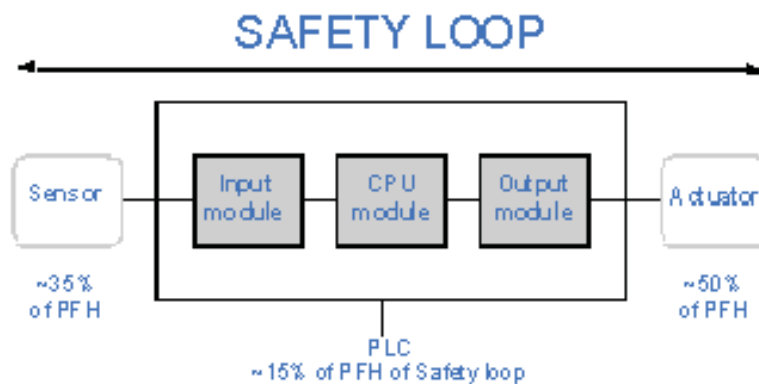 SAFETY LOOP
Sensor
Input
module
CPU
module
Output
module
Actuator
~35%
of PFH
~50%
of PFH
PLC
~15% of PFH of Safety loop